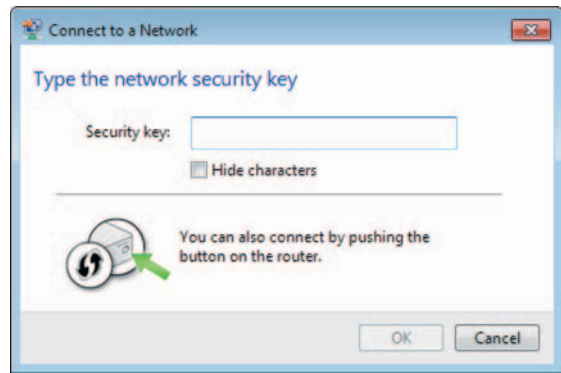 Connect to a Network
Type the network security key
Security key:
Hide characters
You can also connect by pushing the
button on the router.
OK
Cancel